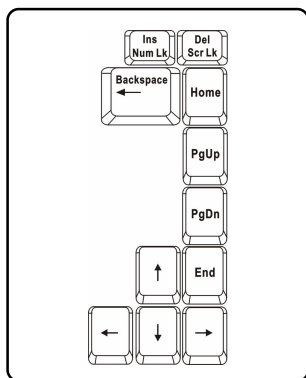 Ins Del
Num Lk Scr Lk
Backspace
← Home
PgUp
PgDn
↑ End
← ↓ →